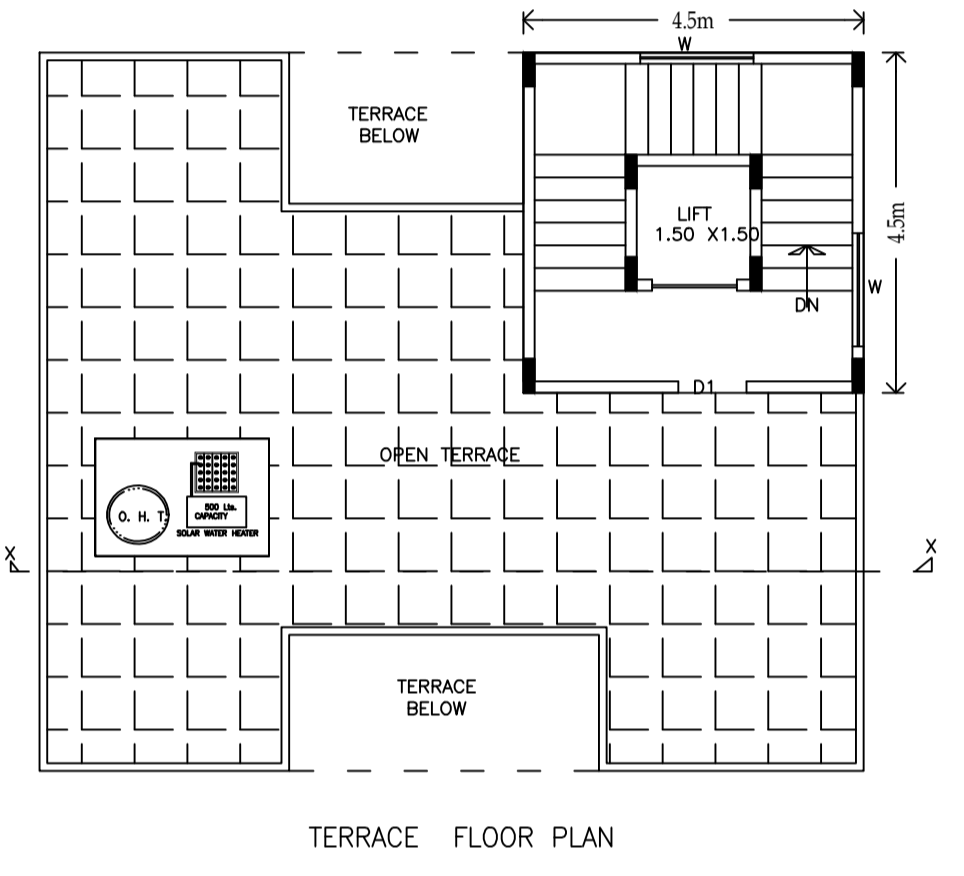 4.5m
W
TERRACE
BELOW
LIFT
1.50 X1.50
4.5m
W
DN
D1
OPEN TERRACE
O. H. T.
500 Lts.
CAPACITY
SOLAR WATER HEATER
X
X
TERRACE
BELOW
TERRACE FLOOR PLAN